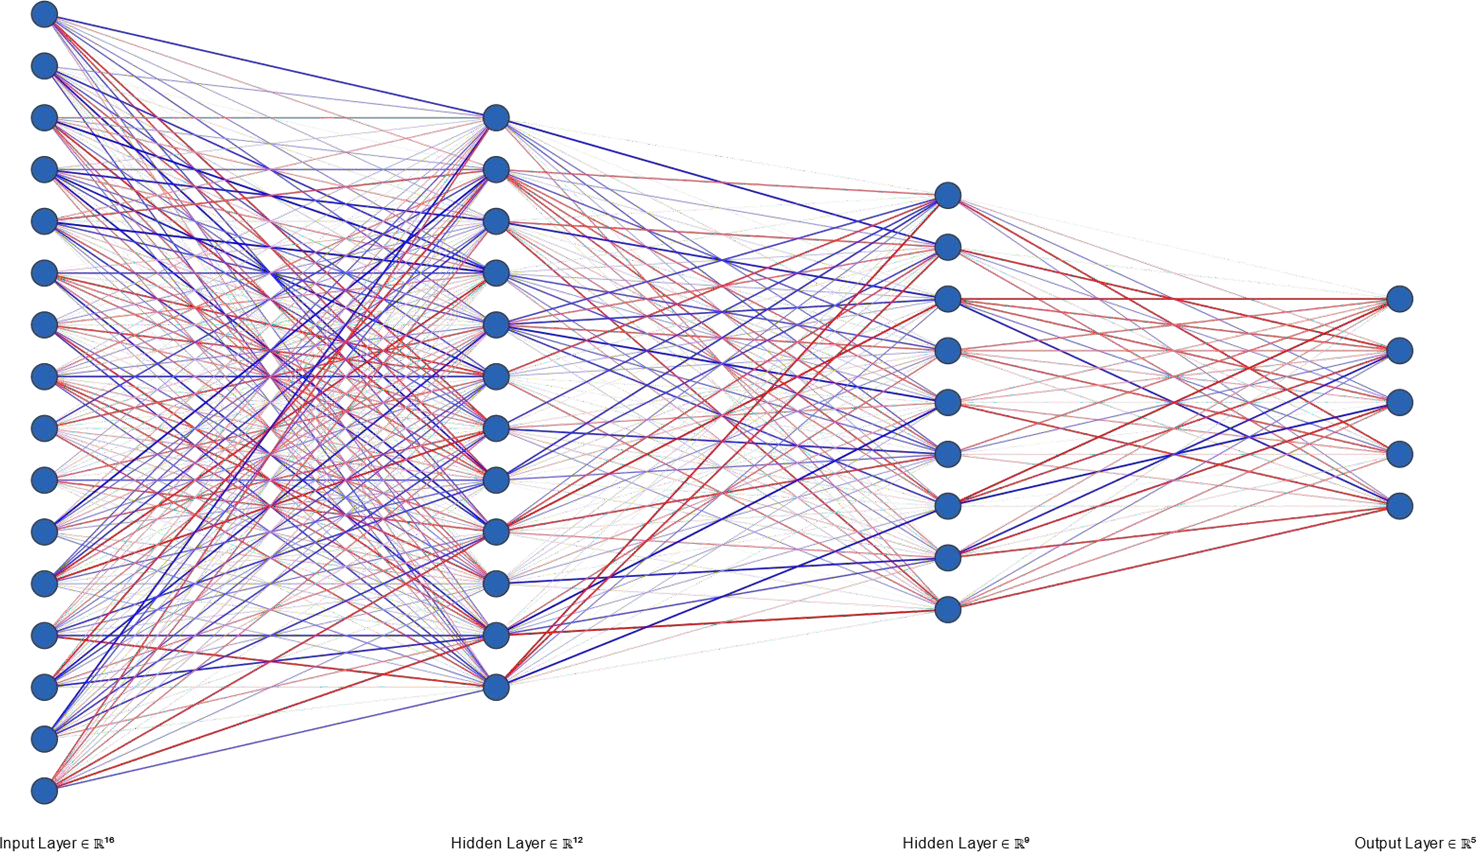 Input Layer ∈ ℝ¹⁶
Hidden Layer ∈ ℝ¹²
Hidden Layer ∈ ℝ⁹
Output Layer ∈ ℝ⁵